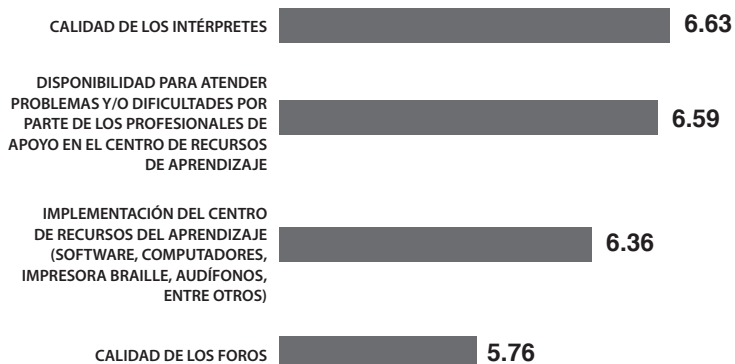 CALIDAD DE LOS INTÉRPRETES
6.63
DISPONIBILIDAD PARA ATENDER
PROBLEMAS Y/O DIFICULTADES POR
PARTE DE LOS PROFESIONALES DE
APOYO EN EL CENTRO DE RECURSOS
DE APRENDIZAJE
6.59
IMPLEMENTACIÓN DEL CENTRO
DE RECURSOS DEL APRENDIZAJE
(SOFTWARE, COMPUTADORES,
IMPRESORA BRAILLE, AUDÍFONOS,
ENTRE OTROS)
6.36
CALIDAD DE LOS FOROS
5.76